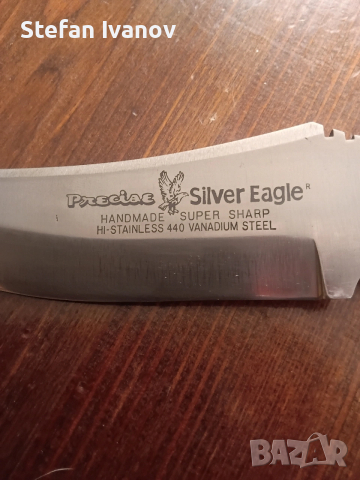 Stefan Ivanov
Precise Silver Eagle®
HANDMADE SUPER SHARP
HI-STAINLESS 440 VANADIUM STEEL
BAZAR